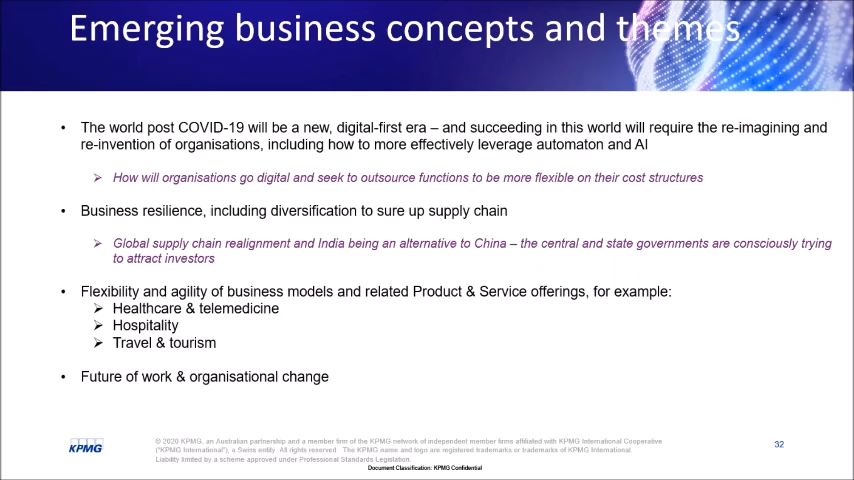 Emerging business concepts and themes
• The world post COVID-19 will be a new, digital-first era – and succeeding in this world will require the re-imagining and
re-invention of organisations, including how to more effectively leverage automaton and AI
➢ How will organisations go digital and seek to outsource functions to be more flexible on their cost structures
• Business resilience, including diversification to sure up supply chain
➢ Global supply chain realignment and India being an alternative to China – the central and state governments are consciously trying
to attract investors
• Flexibility and agility of business models and related Product & Service offerings, for example:
➢ Healthcare & telemedicine
➢ Hospitality
➢ Travel & tourism
• Future of work & organisational change
KPMG
© 2020 KPMG, an Australian partnership and a member firm of the KPMG network of independent member firms affiliated with KPMG International Cooperative
("KPMG International"), a Swiss entity. All rights reserved. The KPMG name and logo are registered trademarks or trademarks of KPMG International.
Liability limited by a scheme approved under Professional Standards Legislation.
Document Classification: KPMG Confidential
32